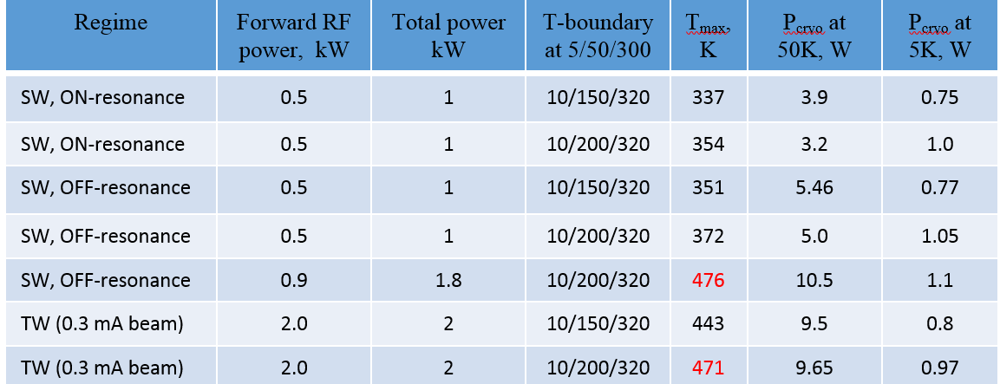 Regime Forward RF power, kW Total power kW T-boundary at 5/50/300 Tmax, K Pcryo at 50K, W Pcryo at 5K, W
SW, ON-resonance 0.5 1 10/150/320 337 3.9 0.75
SW, ON-resonance 0.5 1 10/200/320 354 3.2 1.0
SW, OFF-resonance 0.5 1 10/150/320 351 5.46 0.77
SW, OFF-resonance 0.5 1 10/200/320 372 5.0 1.05
SW, OFF-resonance 0.9 1.8 10/200/320 476 10.5 1.1
TW (0.3 mA beam) 2.0 2 10/150/320 443 9.5 0.8
TW (0.3 mA beam) 2.0 2 10/200/320 471 9.65 0.97